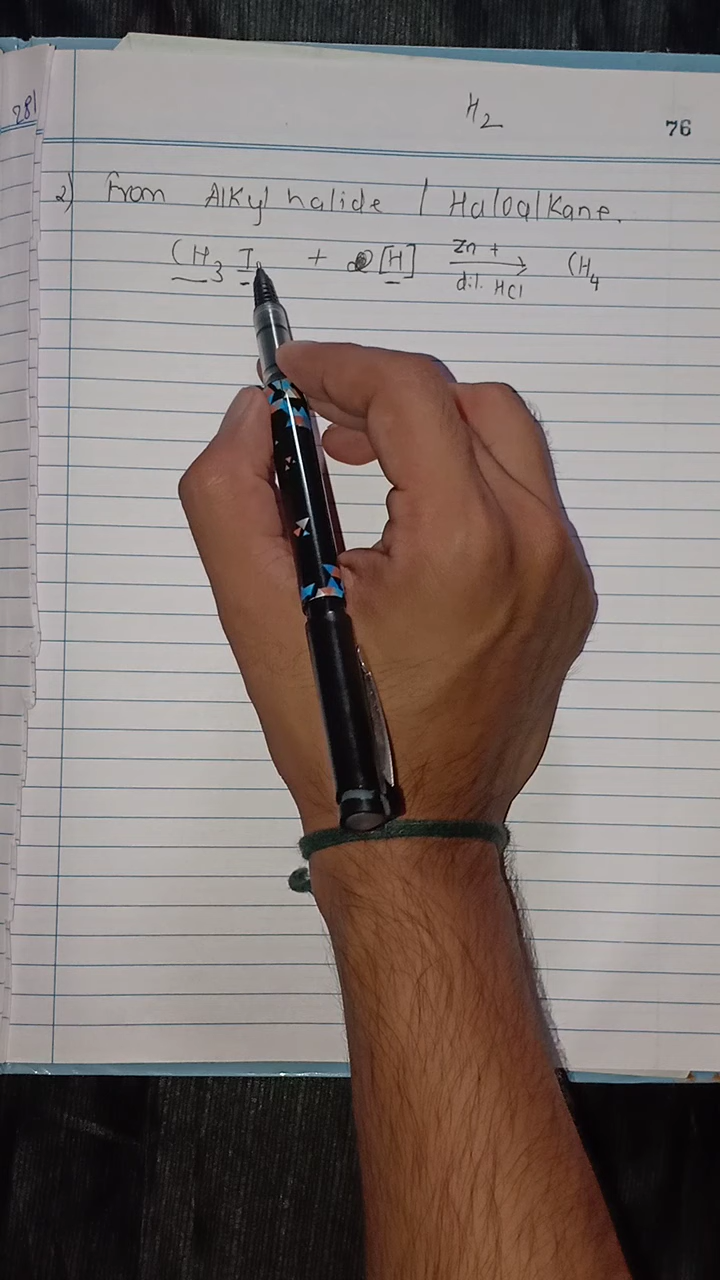 281
H2
76
2) From Alkyl halide / Haloalkane.
CH3 I + 2[H] Zn + dil. HCl → CH4